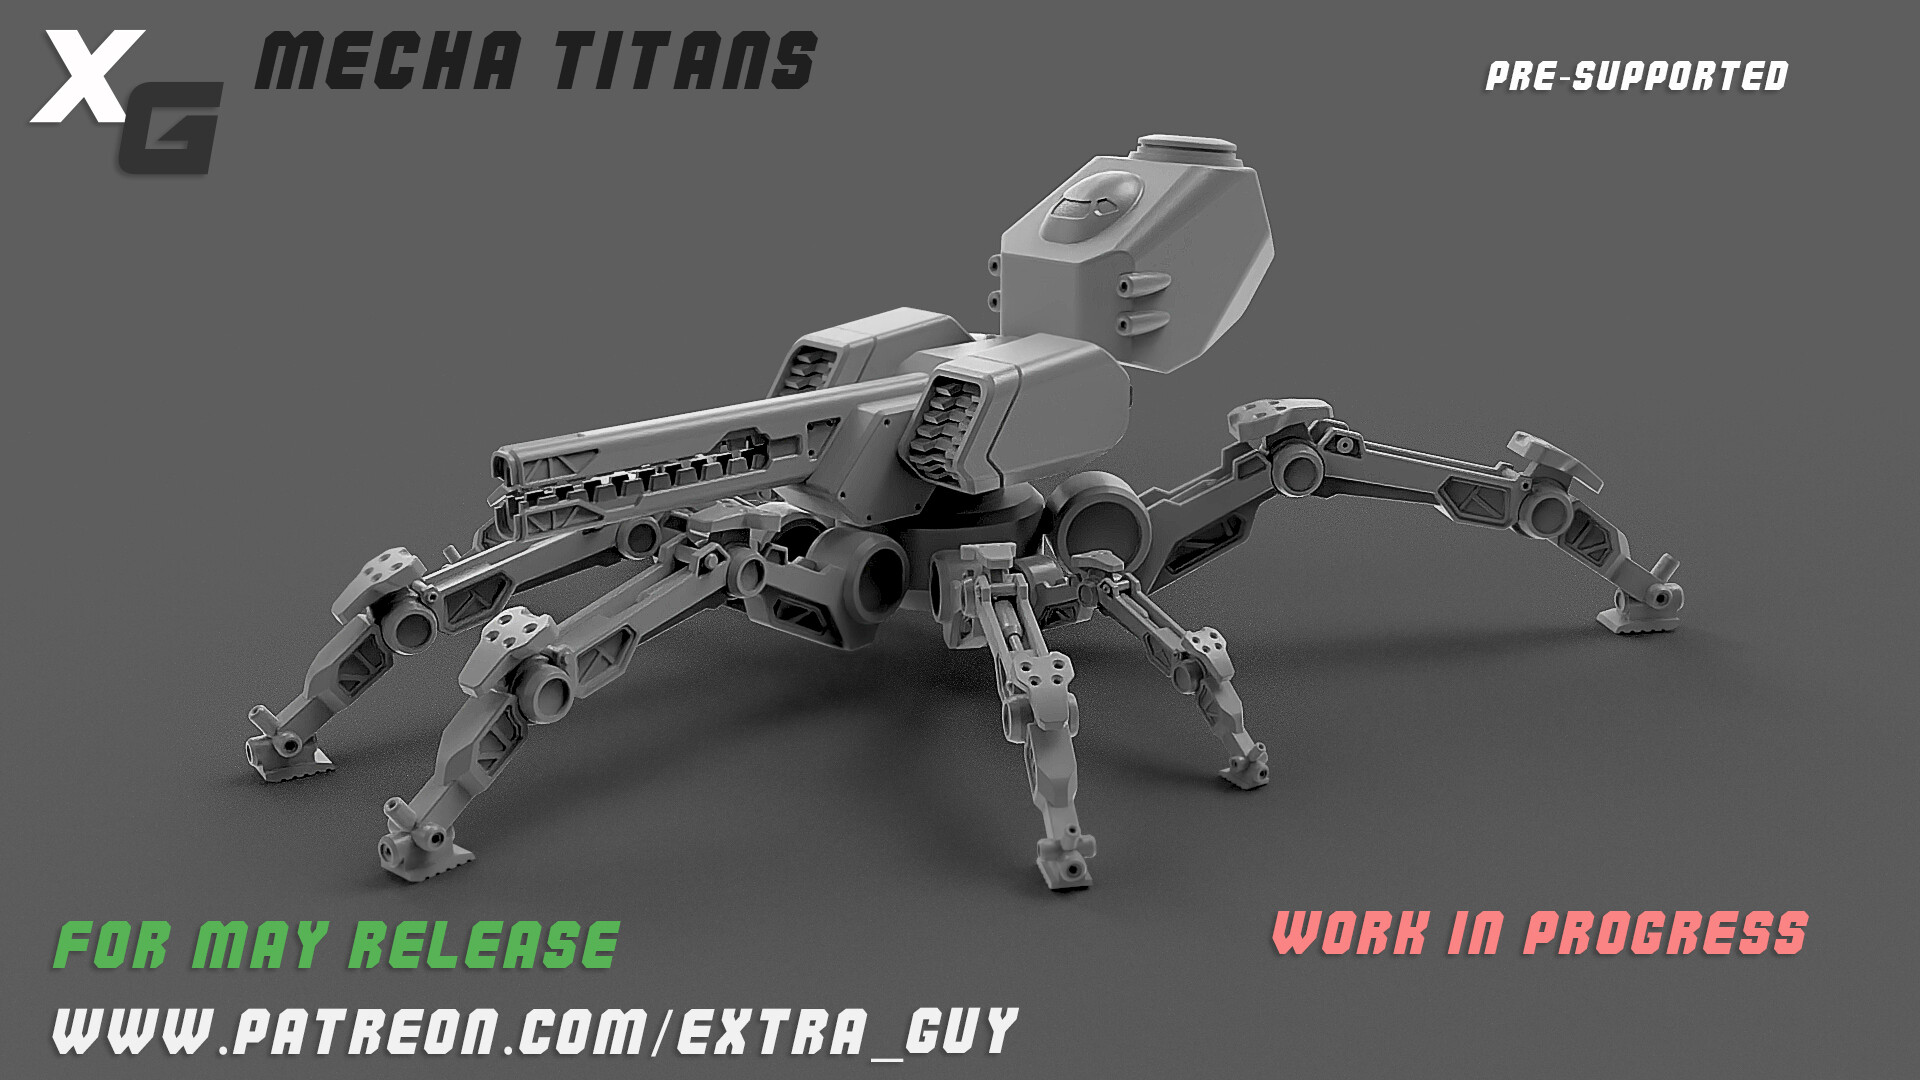 XG
MECHA TITANS
PRE-SUPPORTED
FOR MAY RELEASE
WORK IN PROGRESS
WWW.PATREON.COM/EXTRA_GUY